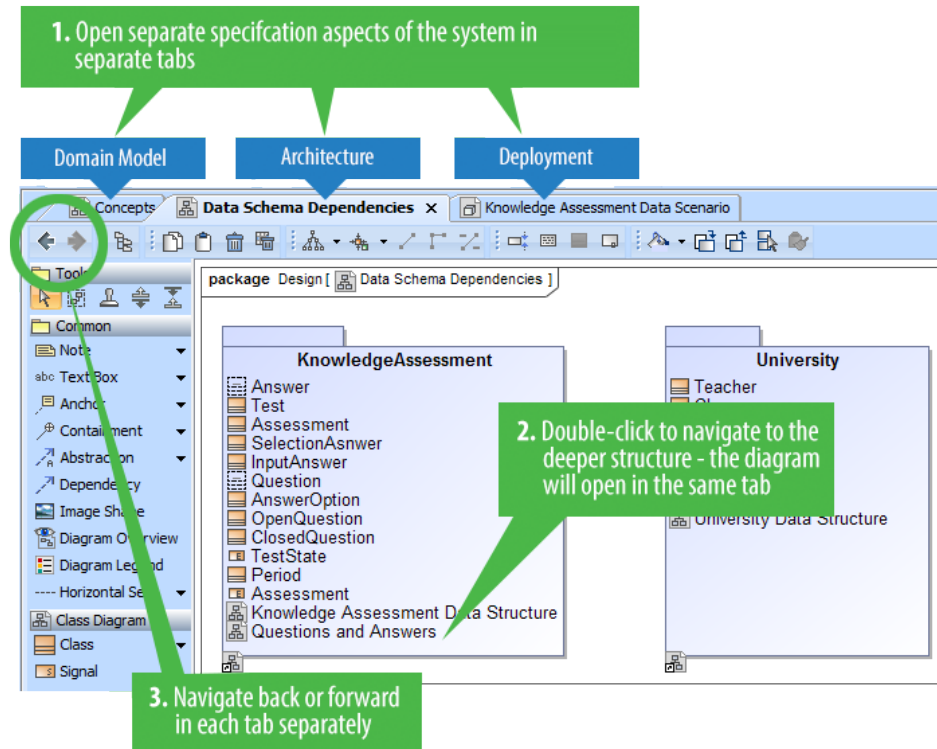 1. Open separate specifcation aspects of the system in
separate tabs
Domain Model
Architecture
Deployment
Concepts
Data Schema Dependencies X
Knowledge Assessment Data Scenario
Tools
package Design [ Data Schema Dependencies ]
Common
Note
abc Text Box
Anchor
Containment
Abstraction
Dependency
Image Shape
Diagram Overview
Diagram Legend
---- Horizontal Se
Class Diagram
Class
Signal
KnowledgeAssessment
Answer
Test
Assessment
SelectionAsnwer
InputAnswer
Question
AnswerOption
OpenQuestion
ClosedQuestion
TestState
Period
Assessment
Knowledge Assessment Data Structure
Questions and Answers
University
Teacher
University Data Structure
2. Double-click to navigate to the
deeper structure - the diagram
will open in the same tab
3. Navigate back or forward
in each tab separately